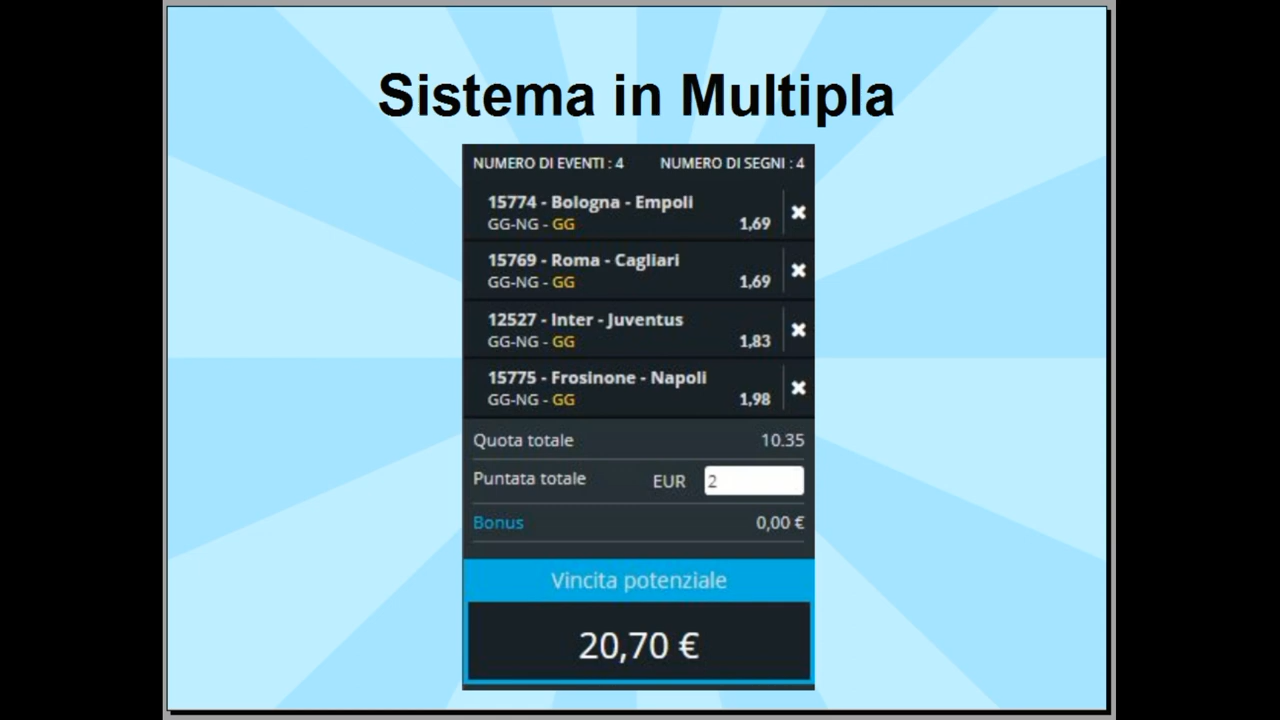 Sistema in Multipla
NUMERO DI EVENTI : 4 NUMERO DI SEGNI : 4
15774 - Bologna - Empoli
GG-NG - GG 1,69
15769 - Roma - Cagliari
GG-NG - GG 1,69
12527 - Inter - Juventus
GG-NG - GG 1,83
15775 - Frosinone - Napoli
GG-NG - GG 1,98
Quota totale 10.35
Puntata totale EUR 2
Bonus 0,00 €
Vincita potenziale
20,70 €